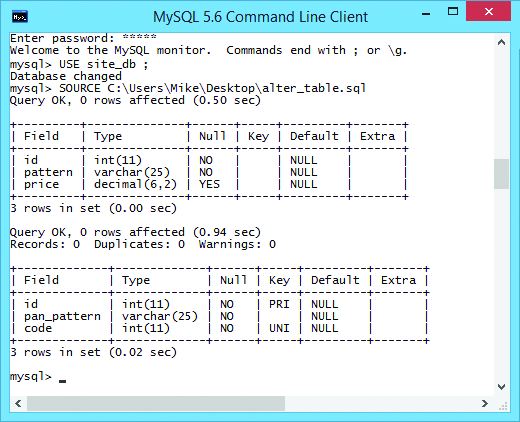 MySQL 5.6 Command Line Client
Enter password: *****
Welcome to the MySQL monitor.  Commands end with ; or \g.
mysql> USE site_db ;
Database changed
mysql> SOURCE C:\Users\Mike\Desktop\alter_table.sql
Query OK, 0 rows affected (0.50 sec)
+---------+--------------+------+-----+---------+-------+
| Field   | Type         | Null | Key | Default | Extra |
+---------+--------------+------+-----+---------+-------+
| id      | int(11)      | NO   |     | NULL    |       |
| pattern | varchar(25)  | NO   |     | NULL    |       |
| price   | decimal(6,2) | YES  |     | NULL    |       |
+---------+--------------+------+-----+---------+-------+
3 rows in set (0.00 sec)
Query OK, 0 rows affected (0.94 sec)
Records: 0  Duplicates: 0  Warnings: 0
+-------------+-------------+------+-----+---------+-------+
| Field       | Type        | Null | Key | Default | Extra |
+-------------+-------------+------+-----+---------+-------+
| id          | int(11)     | NO   | PRI | NULL    |       |
| pan_pattern | varchar(25) | NO   |     | NULL    |       |
| code        | int(11)     | NO   | UNI | NULL    |       |
+-------------+-------------+------+-----+---------+-------+
3 rows in set (0.02 sec)
mysql> _